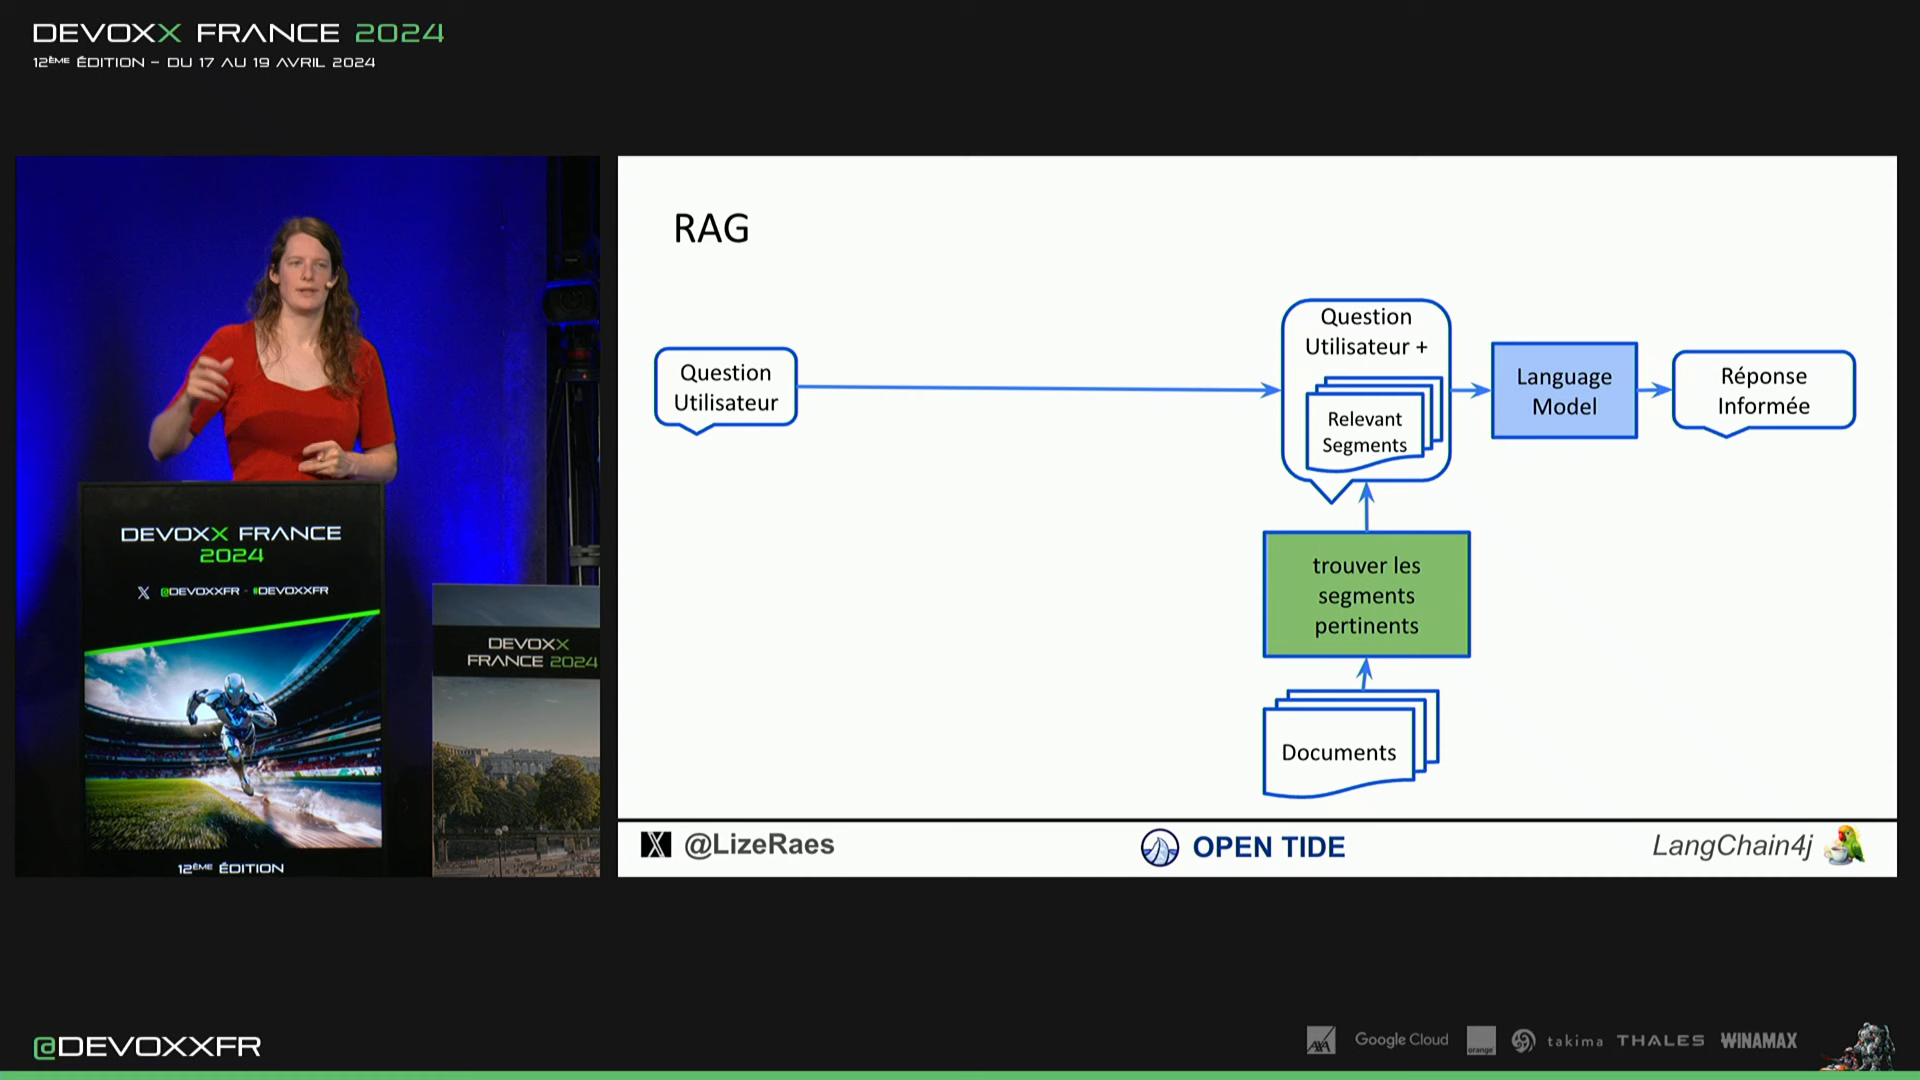 DEVOXX FRANCE 2024
12ÈME ÉDITION – DU 17 AU 19 AVRIL 2024
RAG
Question
Utilisateur
Question
Utilisateur +
Relevant
Segments
Language
Model
Réponse
Informée
trouver les
segments
pertinents
Documents
X @LizeRaes
OPEN TIDE
LangChain4j
DEVOXX FRANCE
2024
X @DEVOXXFR - #DEVOXXFR
12ÈME ÉDITION
DEVOXX
FRANCE 2024
@DEVOXXFR
AXA Google Cloud orange takima THALES WINAMAX